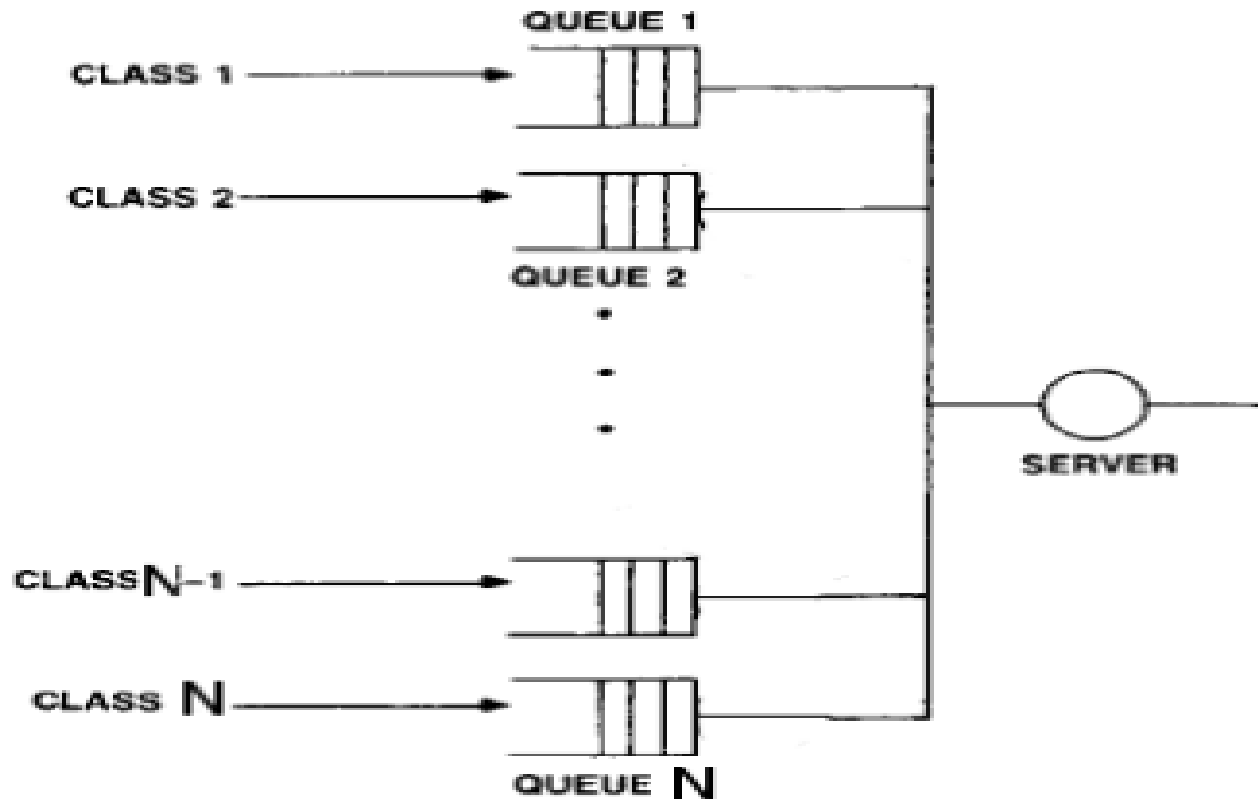 QUEUE 1
CLASS 1
CLASS 2
QUEUE 2
SERVER
CLASS N-1
CLASS N
QUEUE N